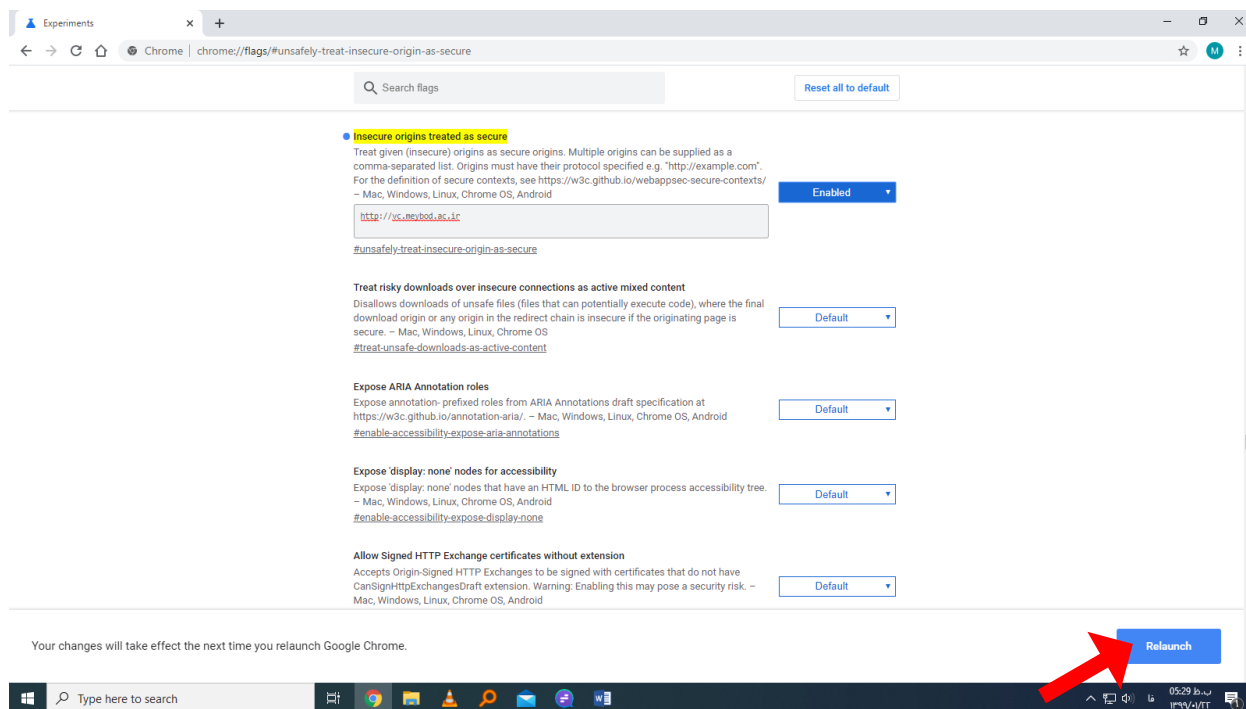 Experiments
Chrome | chrome://flags/#unsafely-treat-insecure-origin-as-secure
M
Search flags
Reset all to default
Insecure origins treated as secure
Treat given (insecure) origins as secure origins. Multiple origins can be supplied as a
comma-separated list. Origins must have their protocol specified e.g. "http://example.com".
For the definition of secure contexts, see https://w3c.github.io/webappsec-secure-contexts/
– Mac, Windows, Linux, Chrome OS, Android
Enabled
http://vc.meybod.ac.ir
#unsafely-treat-insecure-origin-as-secure
Treat risky downloads over insecure connections as active mixed content
Disallows downloads of unsafe files (files that can potentially execute code), where the final
download origin or any origin in the redirect chain is insecure if the originating page is
secure. – Mac, Windows, Linux, Chrome OS
Default
#treat-unsafe-downloads-as-active-content
Expose ARIA Annotation roles
Expose annotation- prefixed roles from ARIA Annotations draft specification at
https://w3c.github.io/annotation-aria/. – Mac, Windows, Linux, Chrome OS, Android
Default
#enable-accessibility-expose-aria-annotations
Expose 'display: none' nodes for accessibility
Expose 'display: none' nodes that have an HTML ID to the browser process accessibility tree.
– Mac, Windows, Linux, Chrome OS, Android
Default
#enable-accessibility-expose-display-none
Allow Signed HTTP Exchange certificates without extension
Accepts Origin-Signed HTTP Exchanges to be signed with certificates that do not have
CanSignHttpExchangesDraft extension. Warning: Enabling this may pose a security risk. –
Mac, Windows, Linux, Chrome OS, Android
Default
Your changes will take effect the next time you relaunch Google Chrome.
Relaunch
Type here to search
فا
05:29 ب.ظ
۱۳۹۹/۰۱/۲۲